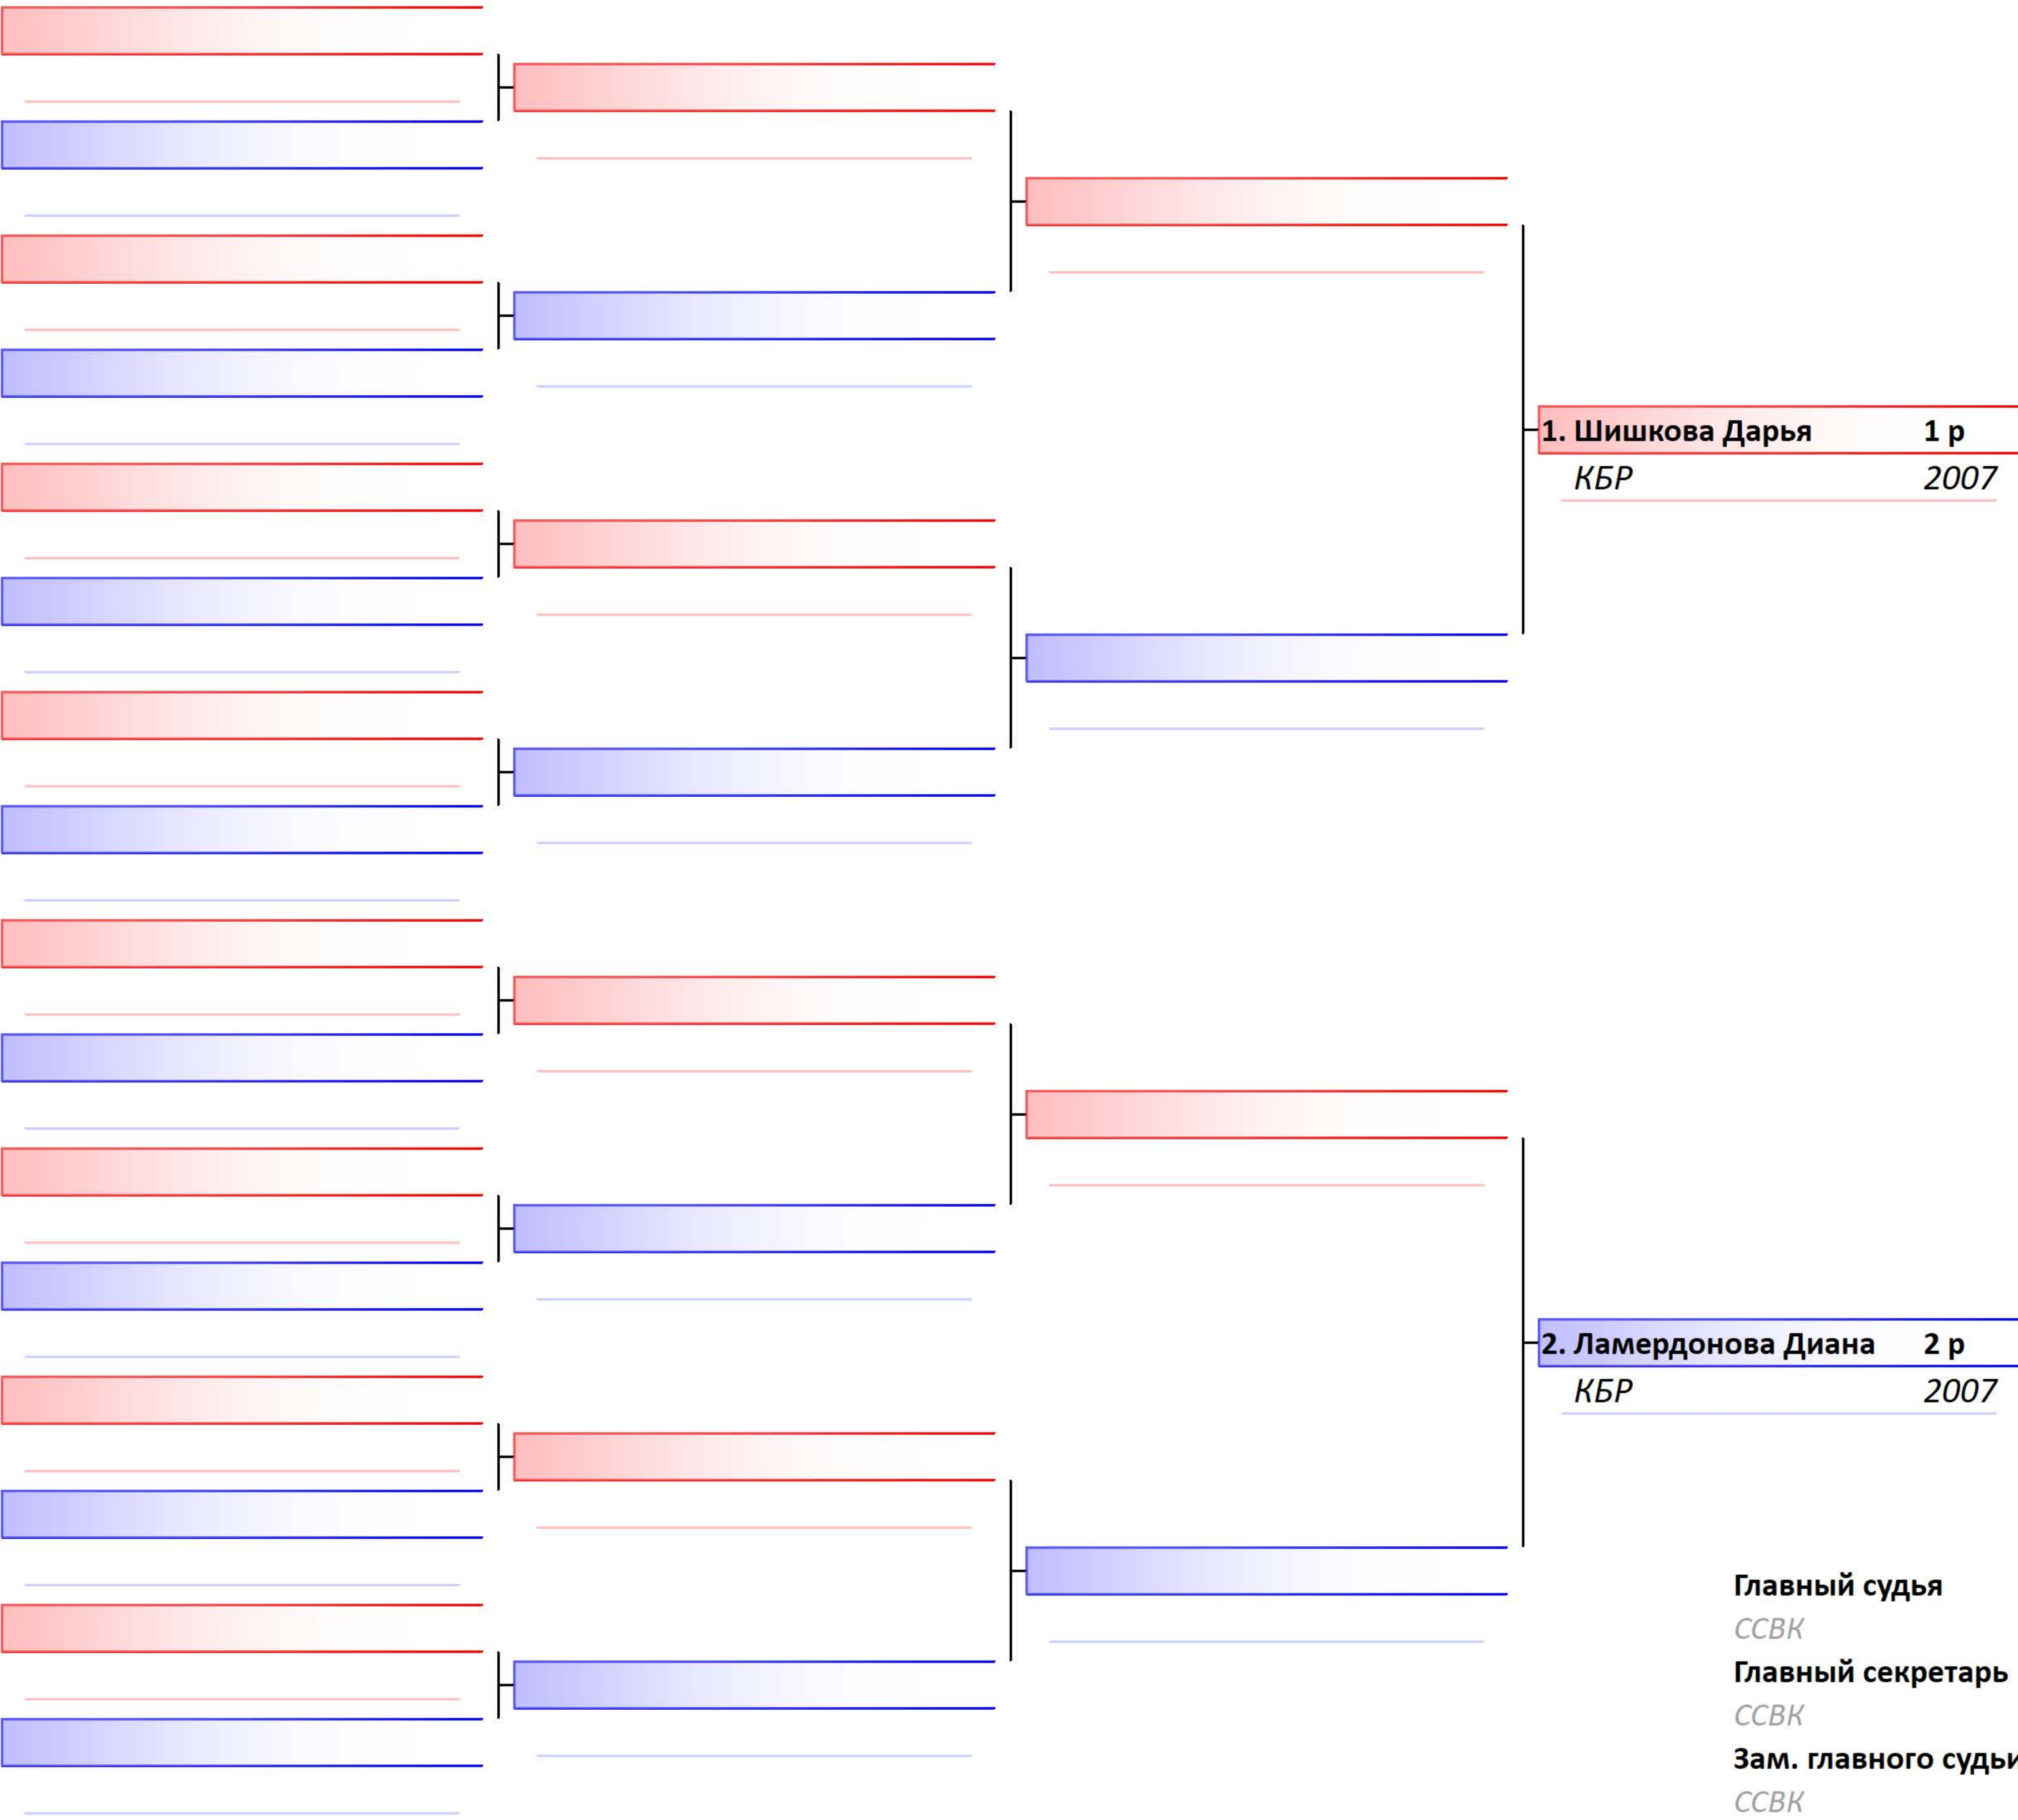 1. Шишкова Дарья 1 р
КБР 2007
2. Ламердонова Диана 2 р
КБР 2007
Главный судья
ССВК
Главный секретарь
ССВК
Зам. главного судьи
ССВК